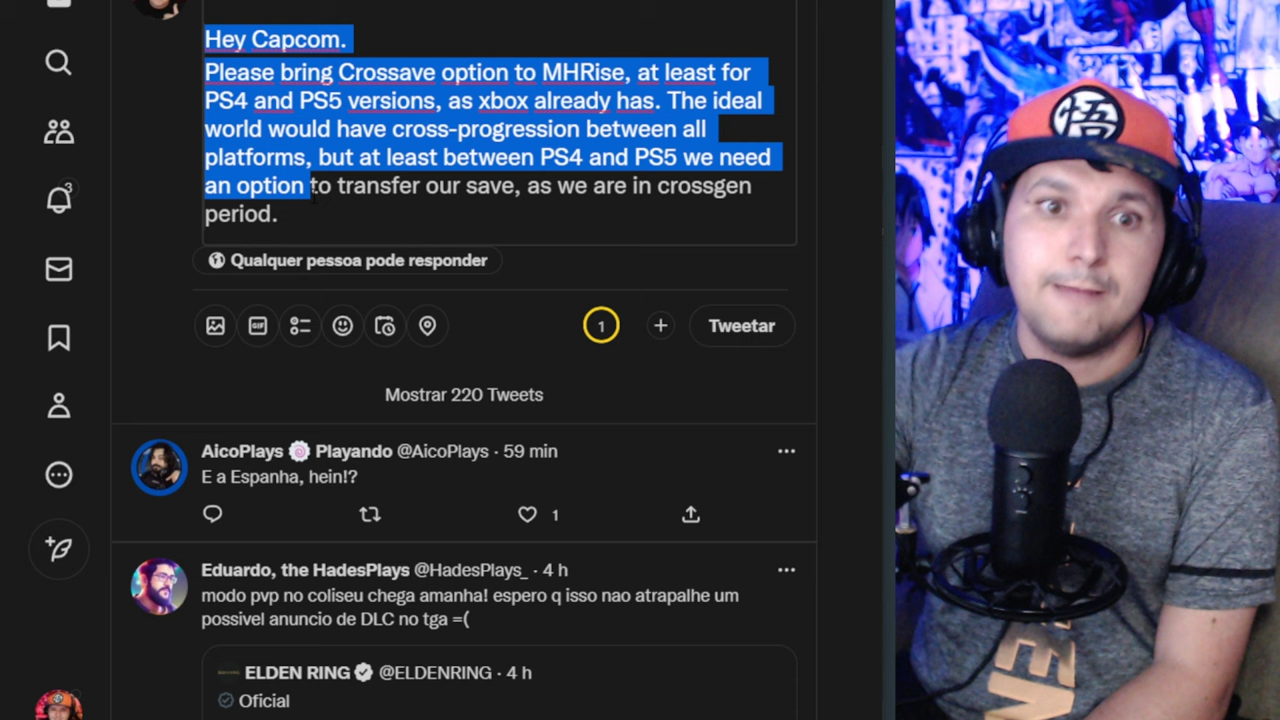 Hey Capcom.
Please bring Crossave option to MHRise, at least for
PS4 and PS5 versions, as xbox already has. The ideal
world would have cross-progression between all
platforms, but at least between PS4 and PS5 we need
an option to transfer our save, as we are in crossgen
period.
Qualquer pessoa pode responder
GIF
1
Tweetar
3
Mostrar 220 Tweets
AicoPlays Playando @AicoPlays · 59 min
E a Espanha, hein!?
1
Eduardo, the HadesPlays @HadesPlays_ · 4 h
modo pvp no coliseu chega amanha! espero q isso nao atrapalhe um
possivel anuncio de DLC no tga =(
ELDEN RING @ELDENRING · 4 h
Oficial
悟